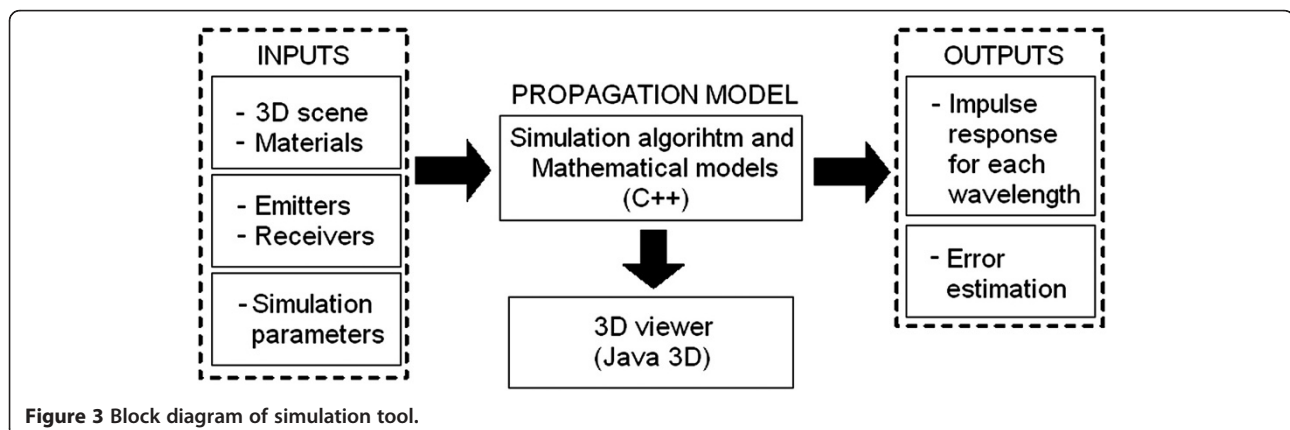 INPUTS
- 3D scene
- Materials
- Emitters
- Receivers
- Simulation
parameters
PROPAGATION MODEL
Simulation algorihtm and
Mathematical models
(C++)
3D viewer
(Java 3D)
OUTPUTS
- Impulse
response
for each
wavelength
- Error
estimation
Figure 3 Block diagram of simulation tool.